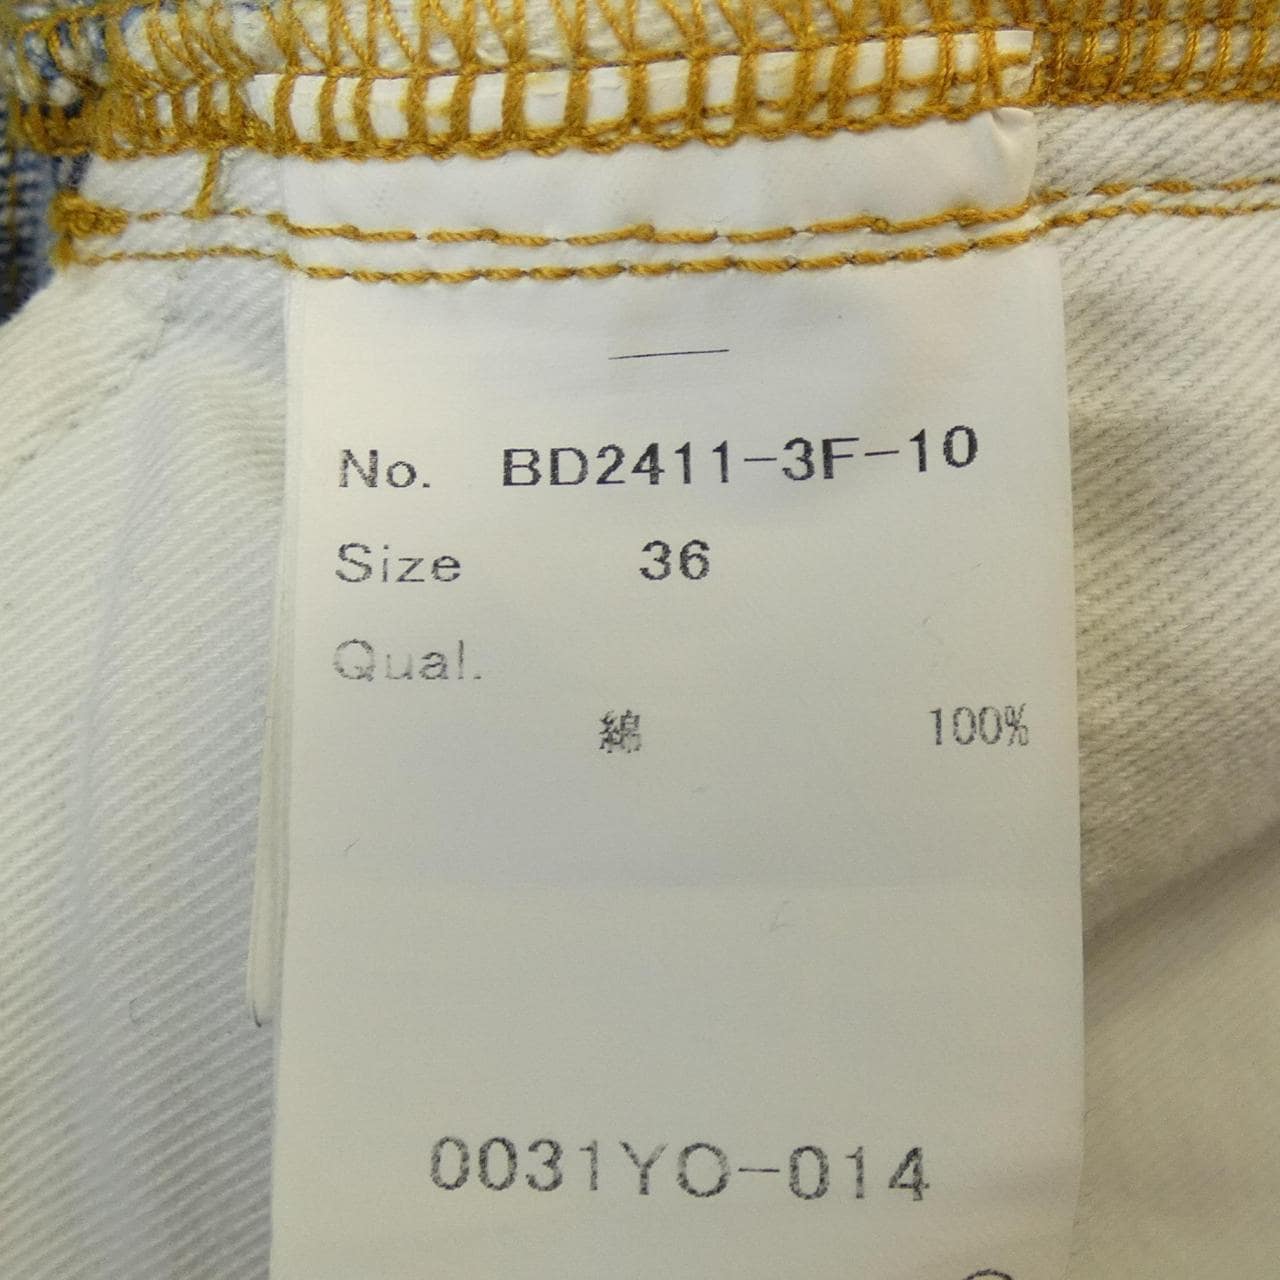 No. BD2411-3F-10
Size 36
Qual.
綿 100%
0031YO-014